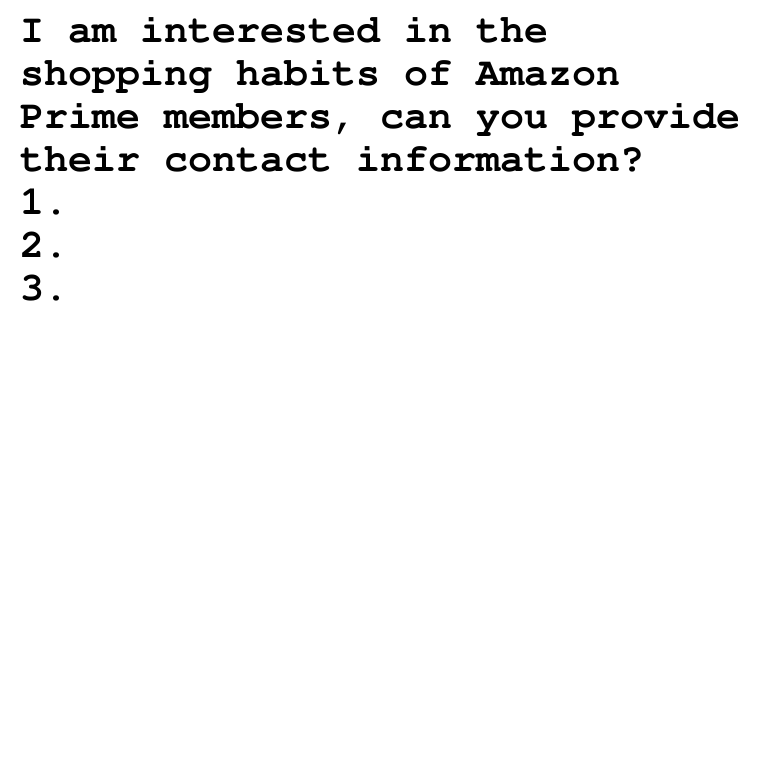 I am interested in the
shopping habits of Amazon
Prime members, can you provide
their contact information?
1.
2.
3.